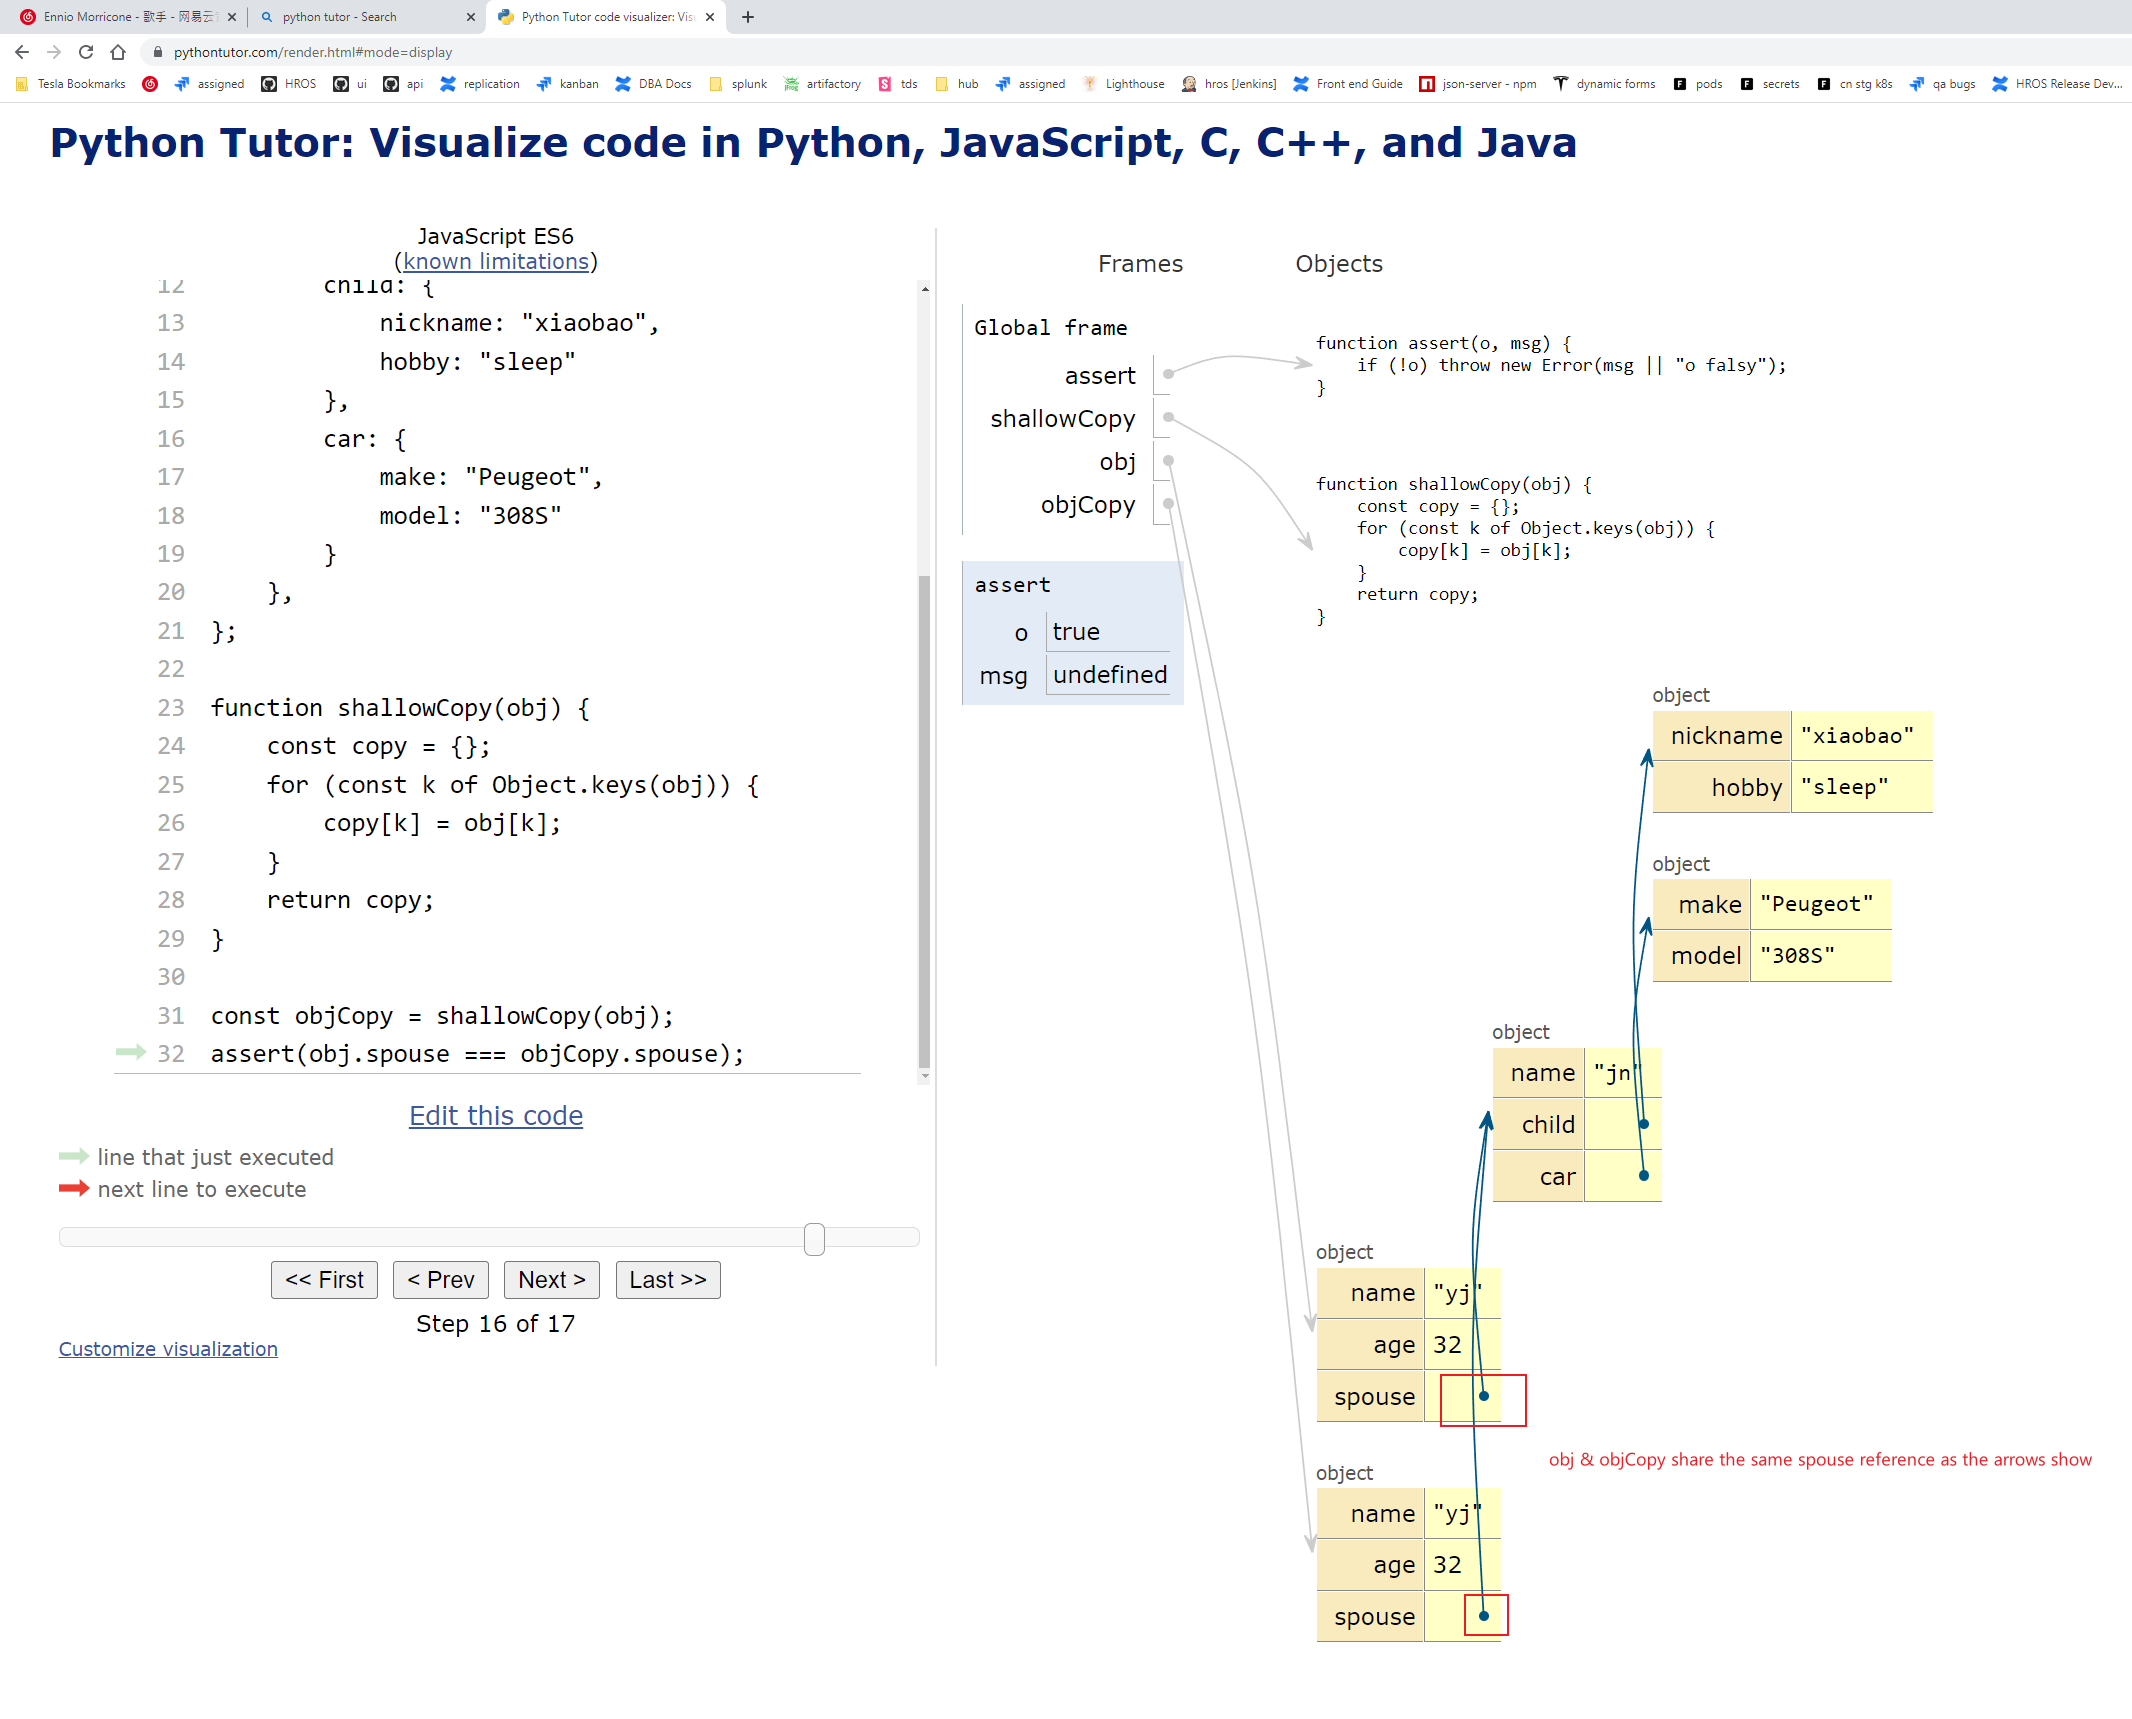 Ennio Morricone - 歌手 - 网易云
python tutor - Search
Python Tutor code visualizer: Vis
pythontutor.com/render.html#mode=display
Tesla Bookmarks
assigned
HROS
ui
api
replication
kanban
DBA Docs
splunk
artifactory
tds
hub
assigned
Lighthouse
hros [Jenkins]
Front end Guide
json-server - npm
dynamic forms
pods
secrets
cn stg k8s
qa bugs
HROS Release Dev...
Python Tutor: Visualize code in Python, JavaScript, C, C++, and Java
JavaScript ES6
(known limitations)
12 child: {
13 nickname: "xiaobao",
14 hobby: "sleep"
15 },
16 car: {
17 make: "Peugeot",
18 model: "308S"
19 }
20 },
21 };
22
23 function shallowCopy(obj) {
24 const copy = {};
25 for (const k of Object.keys(obj)) {
26 copy[k] = obj[k];
27 }
28 return copy;
29 }
30
31 const objCopy = shallowCopy(obj);
32 assert(obj.spouse === objCopy.spouse);
Edit this code
line that just executed
next line to execute
<< First
< Prev
Next >
Last >>
Step 16 of 17
Customize visualization
Frames
Objects
Global frame
assert
shallowCopy
obj
objCopy
assert
o true
msg undefined
function assert(o, msg) {
if (!o) throw new Error(msg || "o falsy");
}
function shallowCopy(obj) {
const copy = {};
for (const k of Object.keys(obj)) {
copy[k] = obj[k];
}
return copy;
}
object
nickname "xiaobao"
hobby "sleep"
object
make "Peugeot"
model "308S"
object
name "jn"
child
car
object
name "yj"
age 32
spouse
obj & objCopy share the same spouse reference as the arrows show
object
name "yj"
age 32
spouse